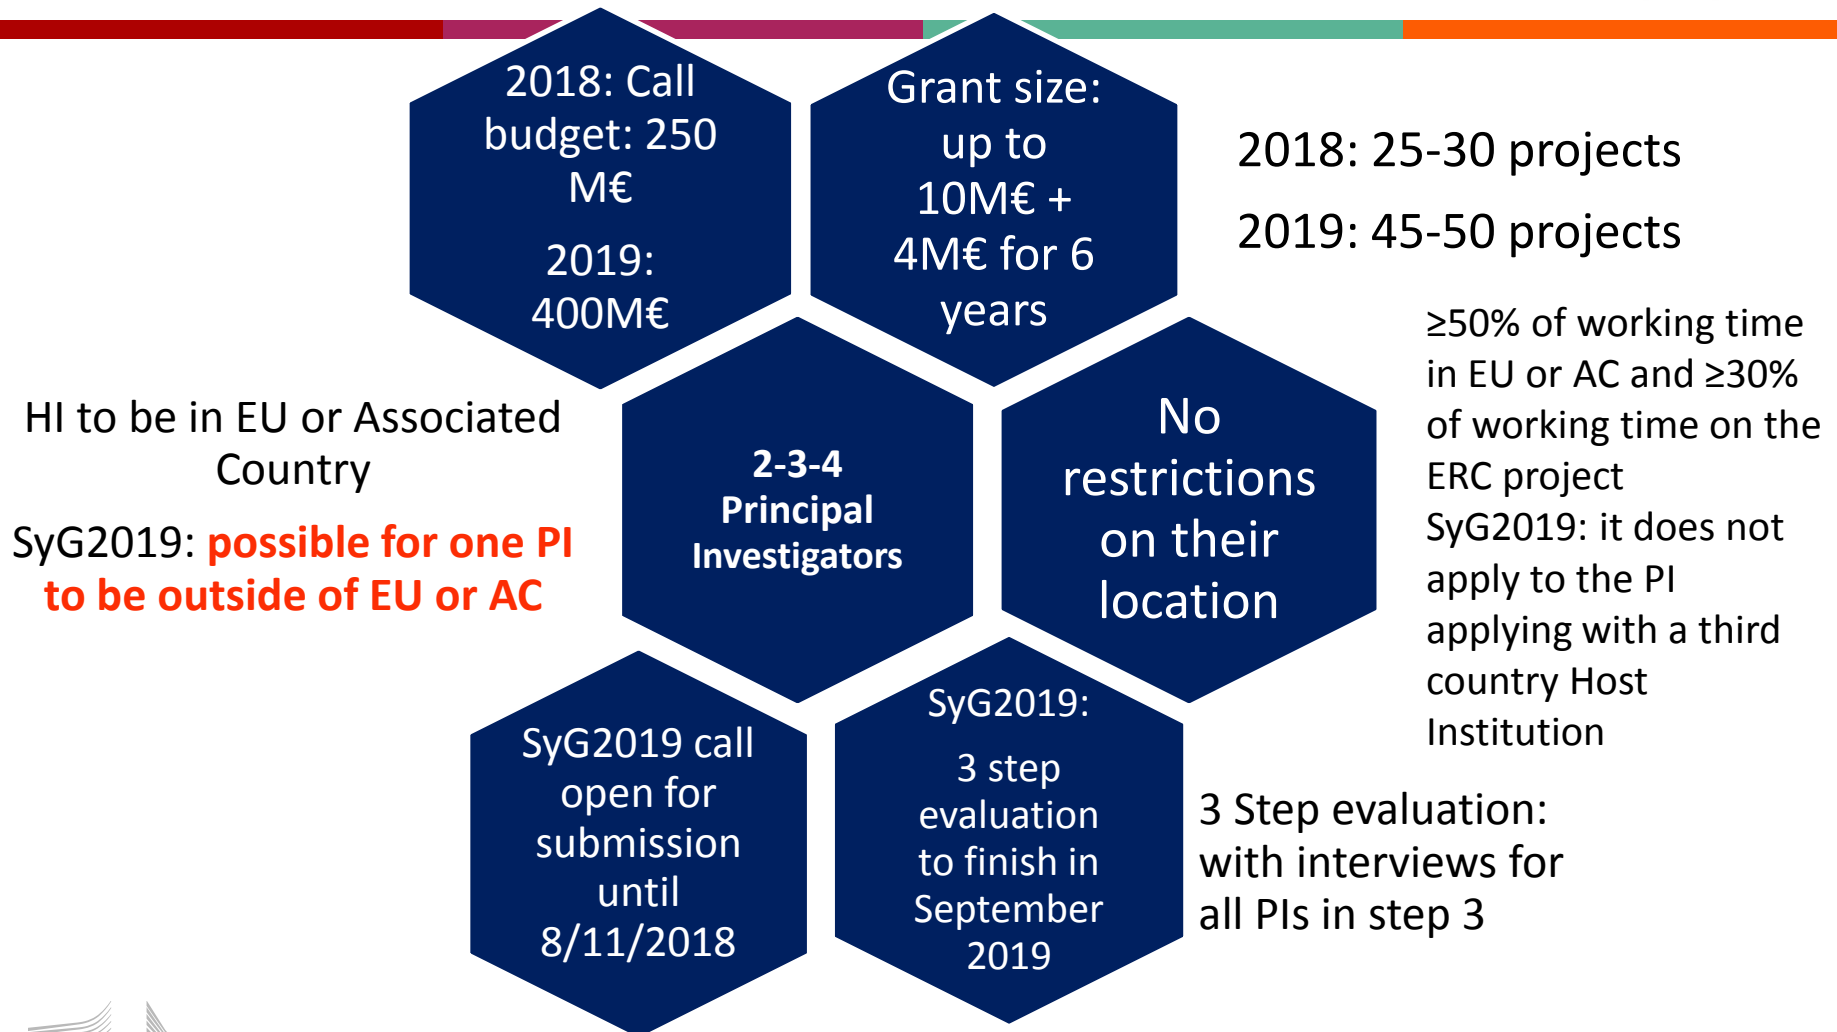 2018: Call
budget: 250
M€
2019:
400M€
Grant size:
up to
10M€ +
4M€ for 6
years
2018: 25-30 projects
2019: 45-50 projects
HI to be in EU or Associated
Country
SyG2019: possible for one PI
to be outside of EU or AC
2-3-4
Principal
Investigators
No
restrictions
on their
location
≥50% of working time
in EU or AC and ≥30%
of working time on the
ERC project
SyG2019: it does not
apply to the PI
applying with a third
country Host
Institution
SyG2019 call
open for
submission
until
8/11/2018
SyG2019:
3 step
evaluation
to finish in
September
2019
3 Step evaluation:
with interviews for
all PIs in step 3